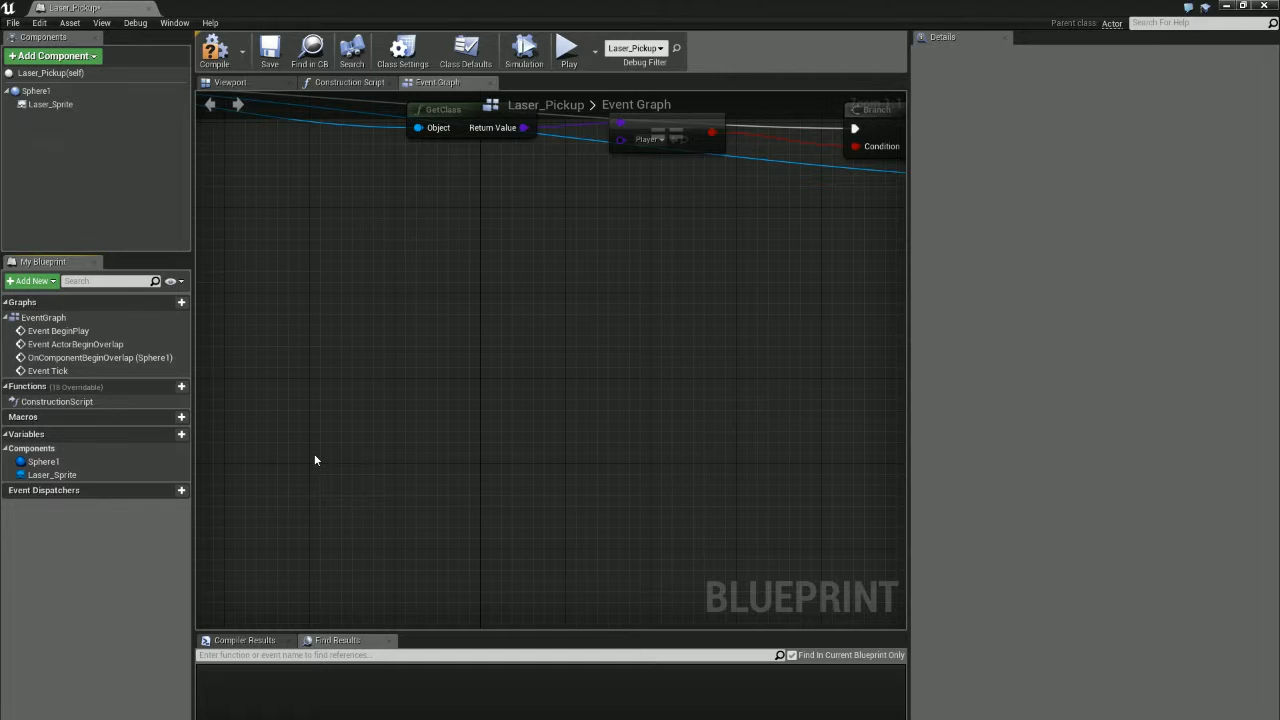 Laser_Pickup*
File Edit Asset View Debug Window Help
Parent class: Actor
Search For Help
Components
+Add Component
Laser_Pickup(self)
Sphere1
Laser_Sprite
Compile
Save
Find in CB
Search
Class Settings
Class Defaults
Simulation
Play
Laser_Pickup
Debug Filter
Details
Viewport
Construction Script
Event Graph
Laser_Pickup > Event Graph
GetClass
Object
Return Value
Player
==
Branch
Condition
My Blueprint
+Add New
Search
Graphs
EventGraph
Event BeginPlay
Event ActorBeginOverlap
OnComponentBeginOverlap (Sphere1)
Event Tick
Functions (18 Overridable)
ConstructionScript
Macros
Variables
Components
Sphere1
Laser_Sprite
Event Dispatchers
BLUEPRINT
Compiler Results
Find Results
Enter function or event name to find references...
Find In Current Blueprint Only